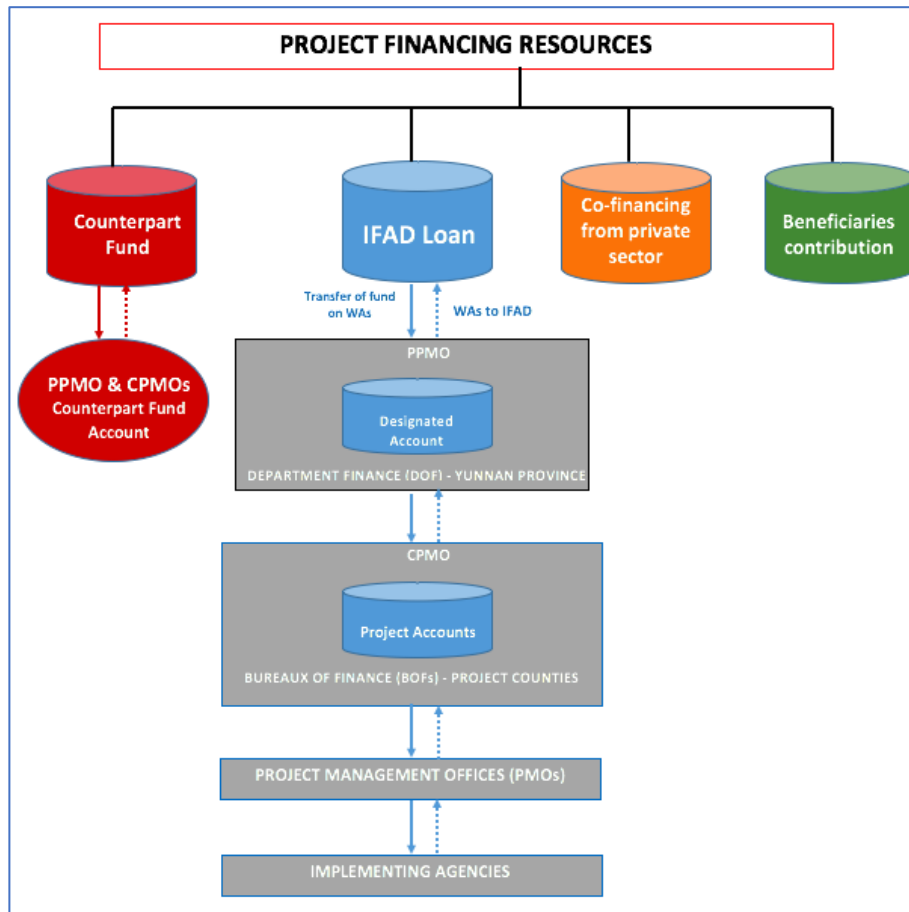 PROJECT FINANCING RESOURCES
Counterpart
Fund
IFAD Loan
Co-financing
from private
sector
Beneficiaries
contribution
Transfer of fund
on WAs
WAs to IFAD
PPMO & CPMOs
Counterpart Fund
Account
PPMO
Designated
Account
DEPARTMENT FINANCE (DOF) - YUNNAN PROVINCE
CPMO
Project Accounts
BUREAUX OF FINANCE (BOFs) - PROJECT COUNTIES
PROJECT MANAGEMENT OFFICES (PMOs)
IMPLEMENTING AGENCIES